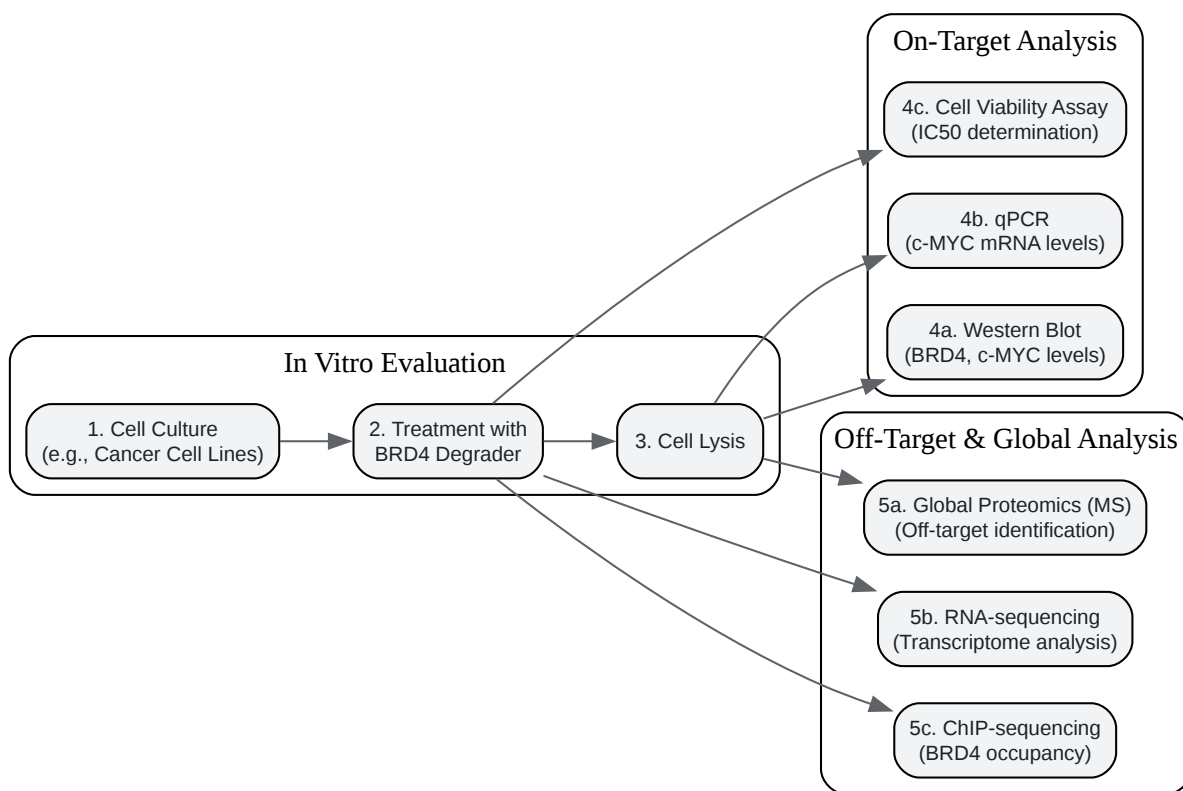 On-Target Analysis
4c. Cell Viability Assay
(IC50 determination)
4b. qPCR
(c-MYC mRNA levels)
4a. Western Blot
(BRD4, c-MYC levels)
In Vitro Evaluation
1. Cell Culture
(e.g., Cancer Cell Lines)
2. Treatment with
BRD4 Degrader
3. Cell Lysis
Off-Target & Global Analysis
5a. Global Proteomics (MS)
(Off-target identification)
5b. RNA-sequencing
(Transcriptome analysis)
5c. ChIP-sequencing
(BRD4 occupancy)